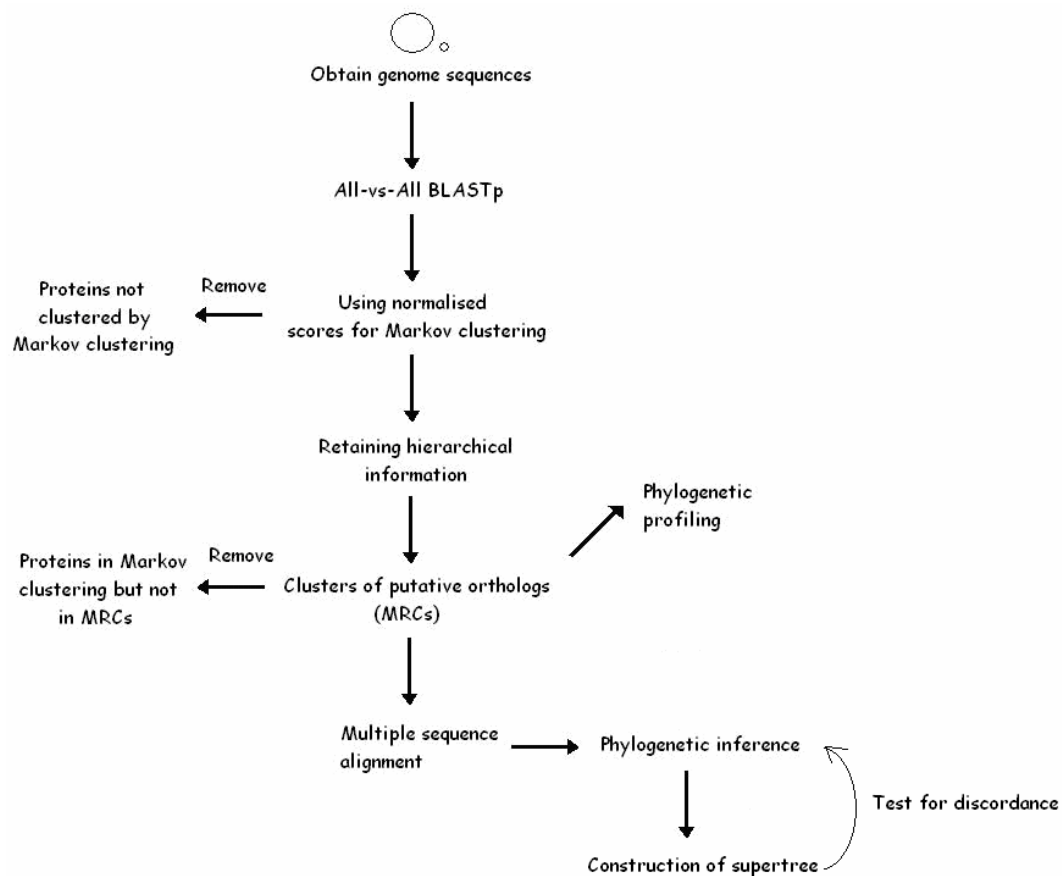 Obtain genome sequences
All-vs-All BLASTp
Proteins not
clustered by
Markov clustering
Remove
Using normalised
scores for Markov clustering
Retaining hierarchical
information
Phylogenetic
profiling
Proteins in Markov
clustering but not
in MRCs
Remove
Clusters of putative orthologs
(MRCs)
Multiple sequence
alignment
Phylogenetic inference
Test for discordance
Construction of supertree